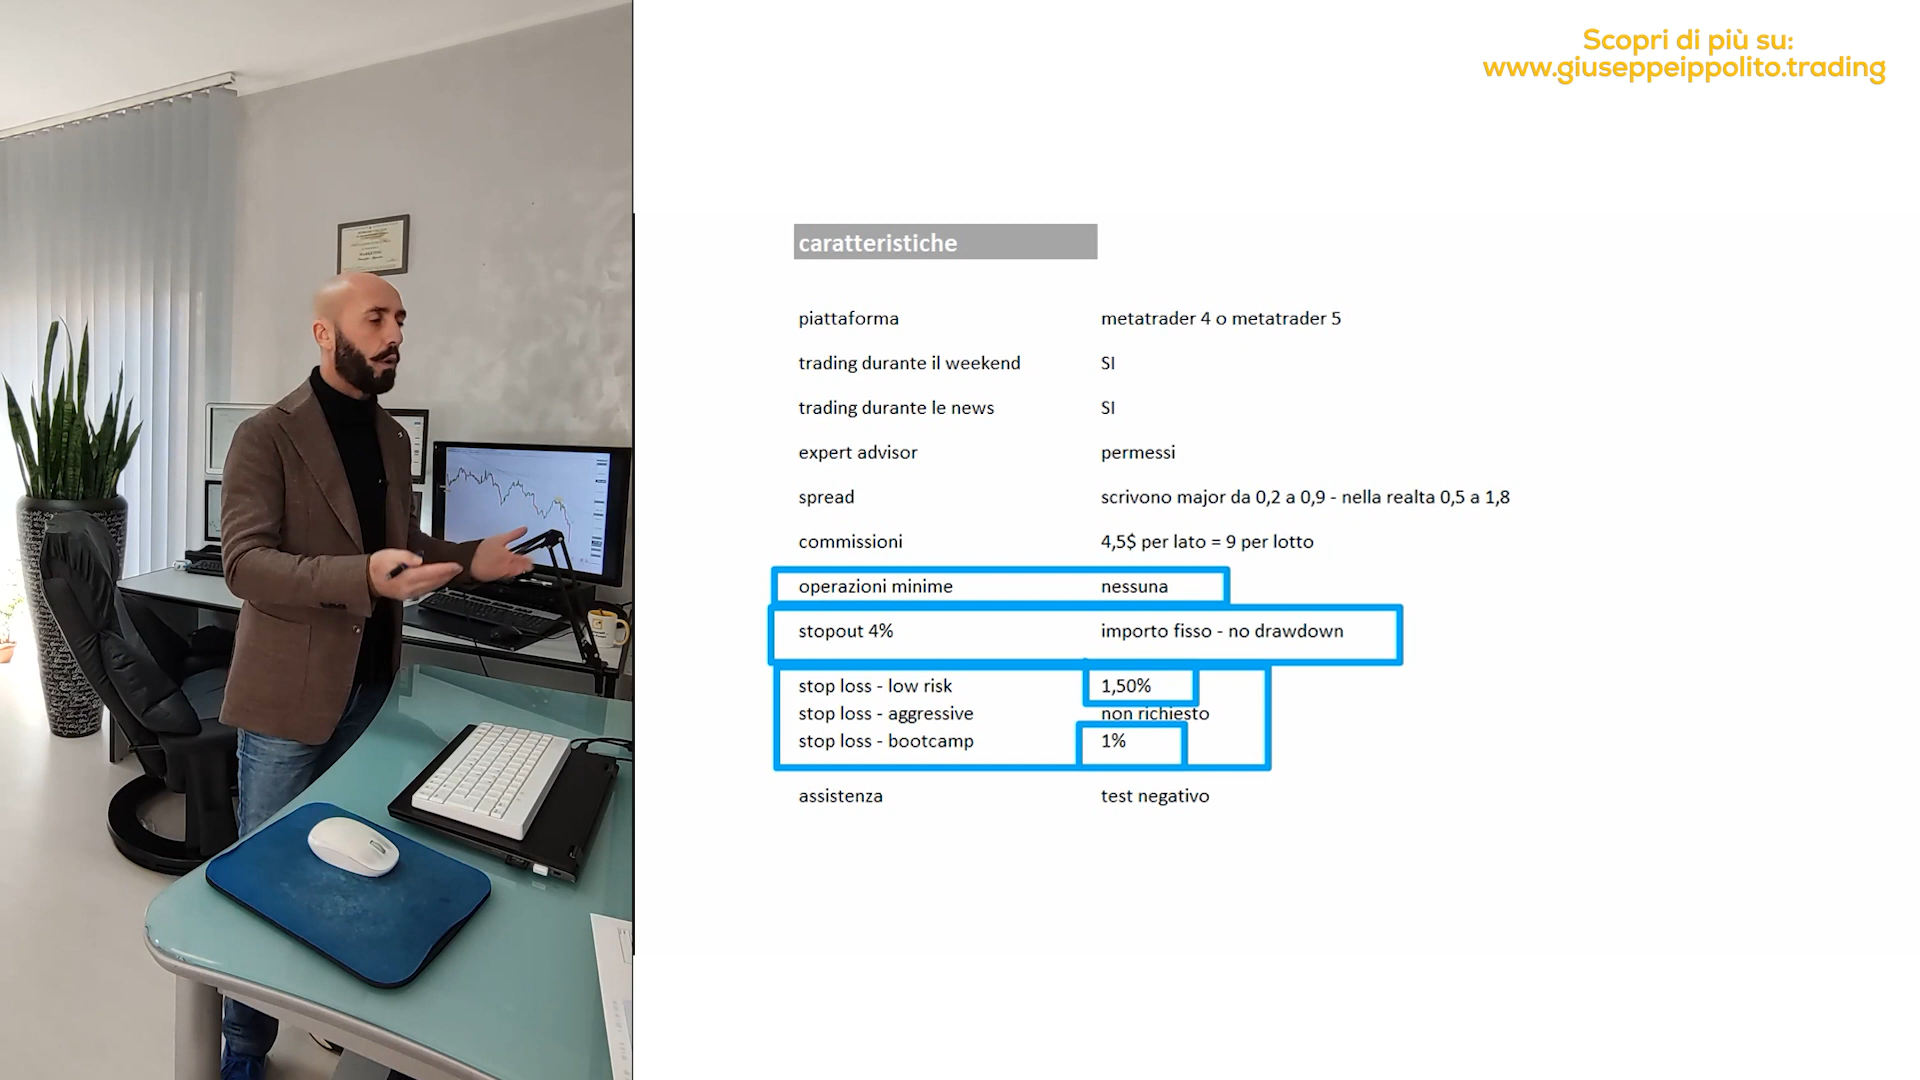 Scopri di più su:
www.giuseppeippolito.trading
caratteristiche
piattaforma metatrader 4 o metatrader 5
trading durante il weekend SI
trading durante le news SI
expert advisor permessi
spread scrivono major da 0,2 a 0,9 - nella realta 0,5 a 1,8
commissioni 4,5$ per lato = 9 per lotto
operazioni minime nessuna
stopout 4% importo fisso - no drawdown
stop loss - low risk 1,50%
stop loss - aggressive non richiesto
stop loss - bootcamp 1%
assistenza test negativo